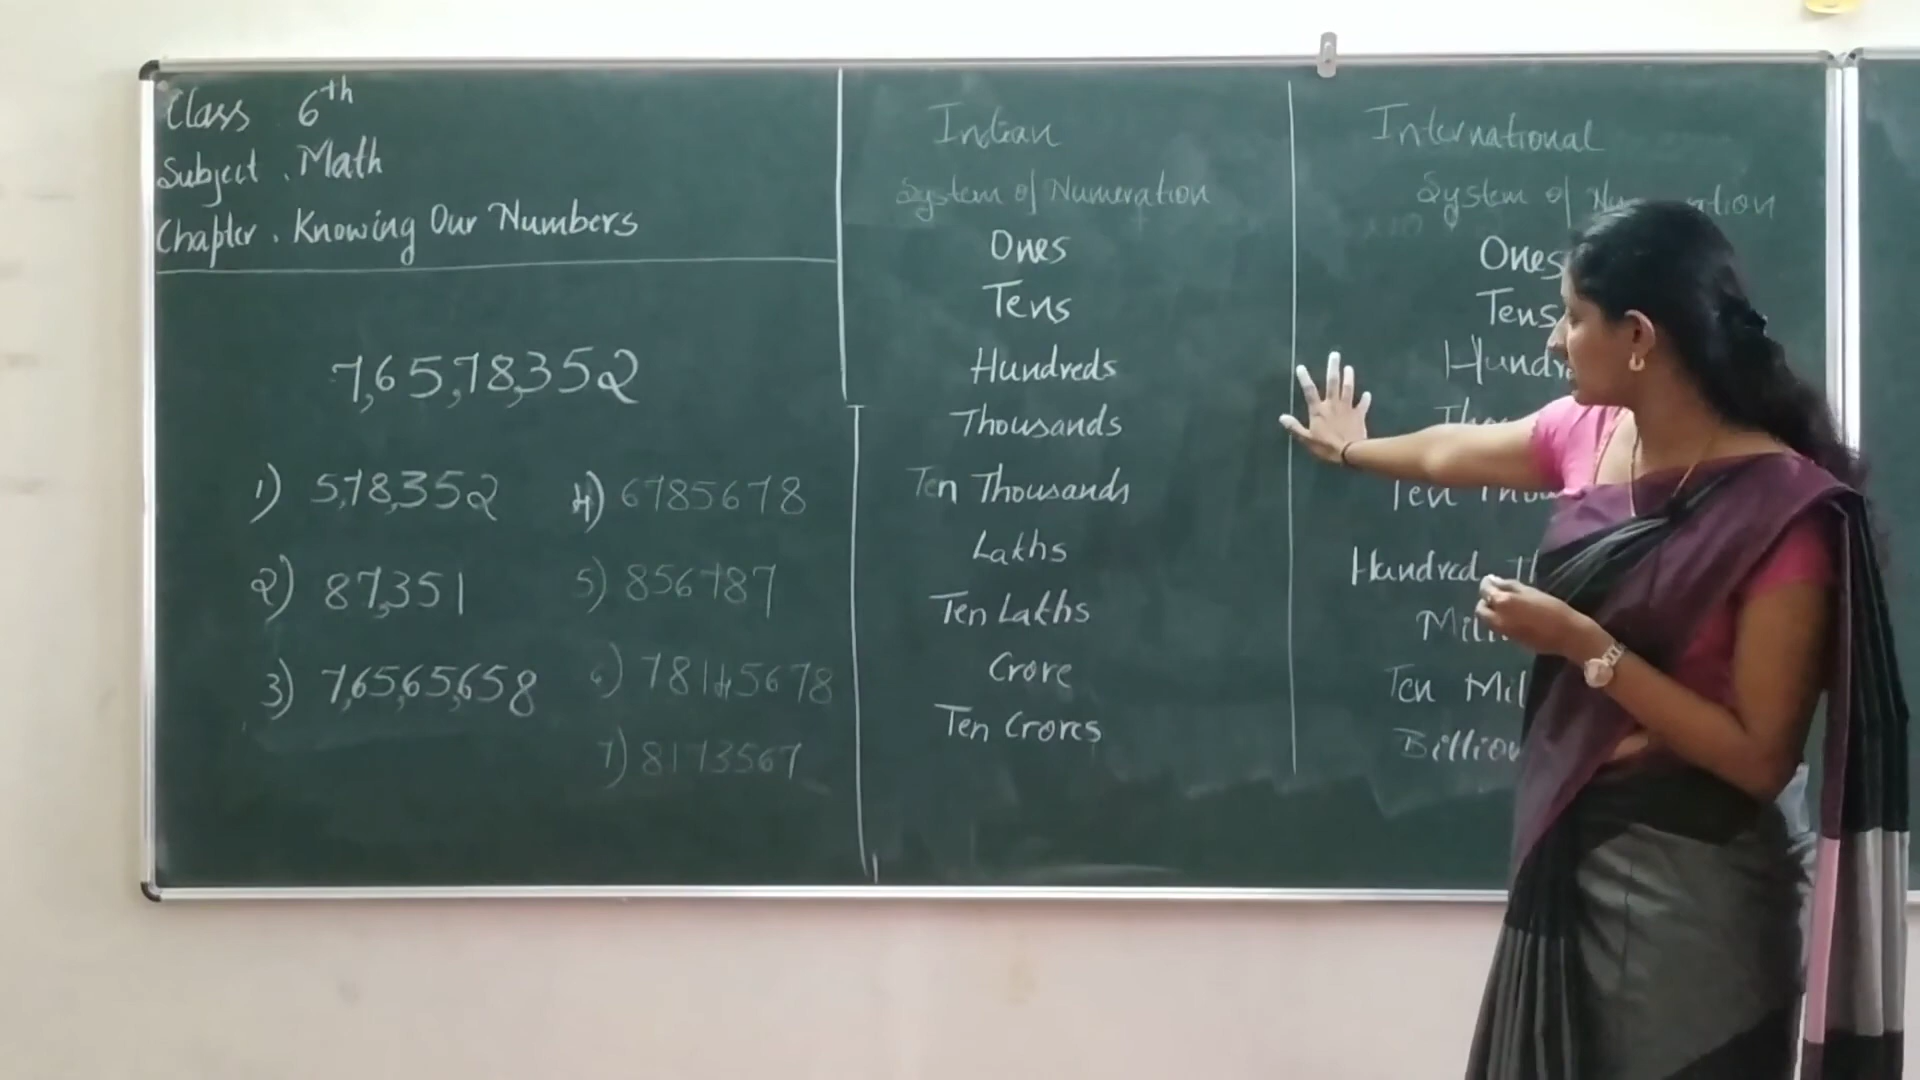 Class 6th
Subject . Math
Chapter . Knowing Our Numbers
7,65,78,352
1) 5,78,352
2) 87,351
3) 7,65,65,658
4) 6785678
5) 856787
6) 78145678
7) 8173567
Indian
System of Numeration
Ones
Tens
Hundreds
Thousands
Ten Thousands
Lakhs
Ten Lakhs
Crore
Ten Crores
International
System of
Ones
Tens
Ten
Hundred
Ten